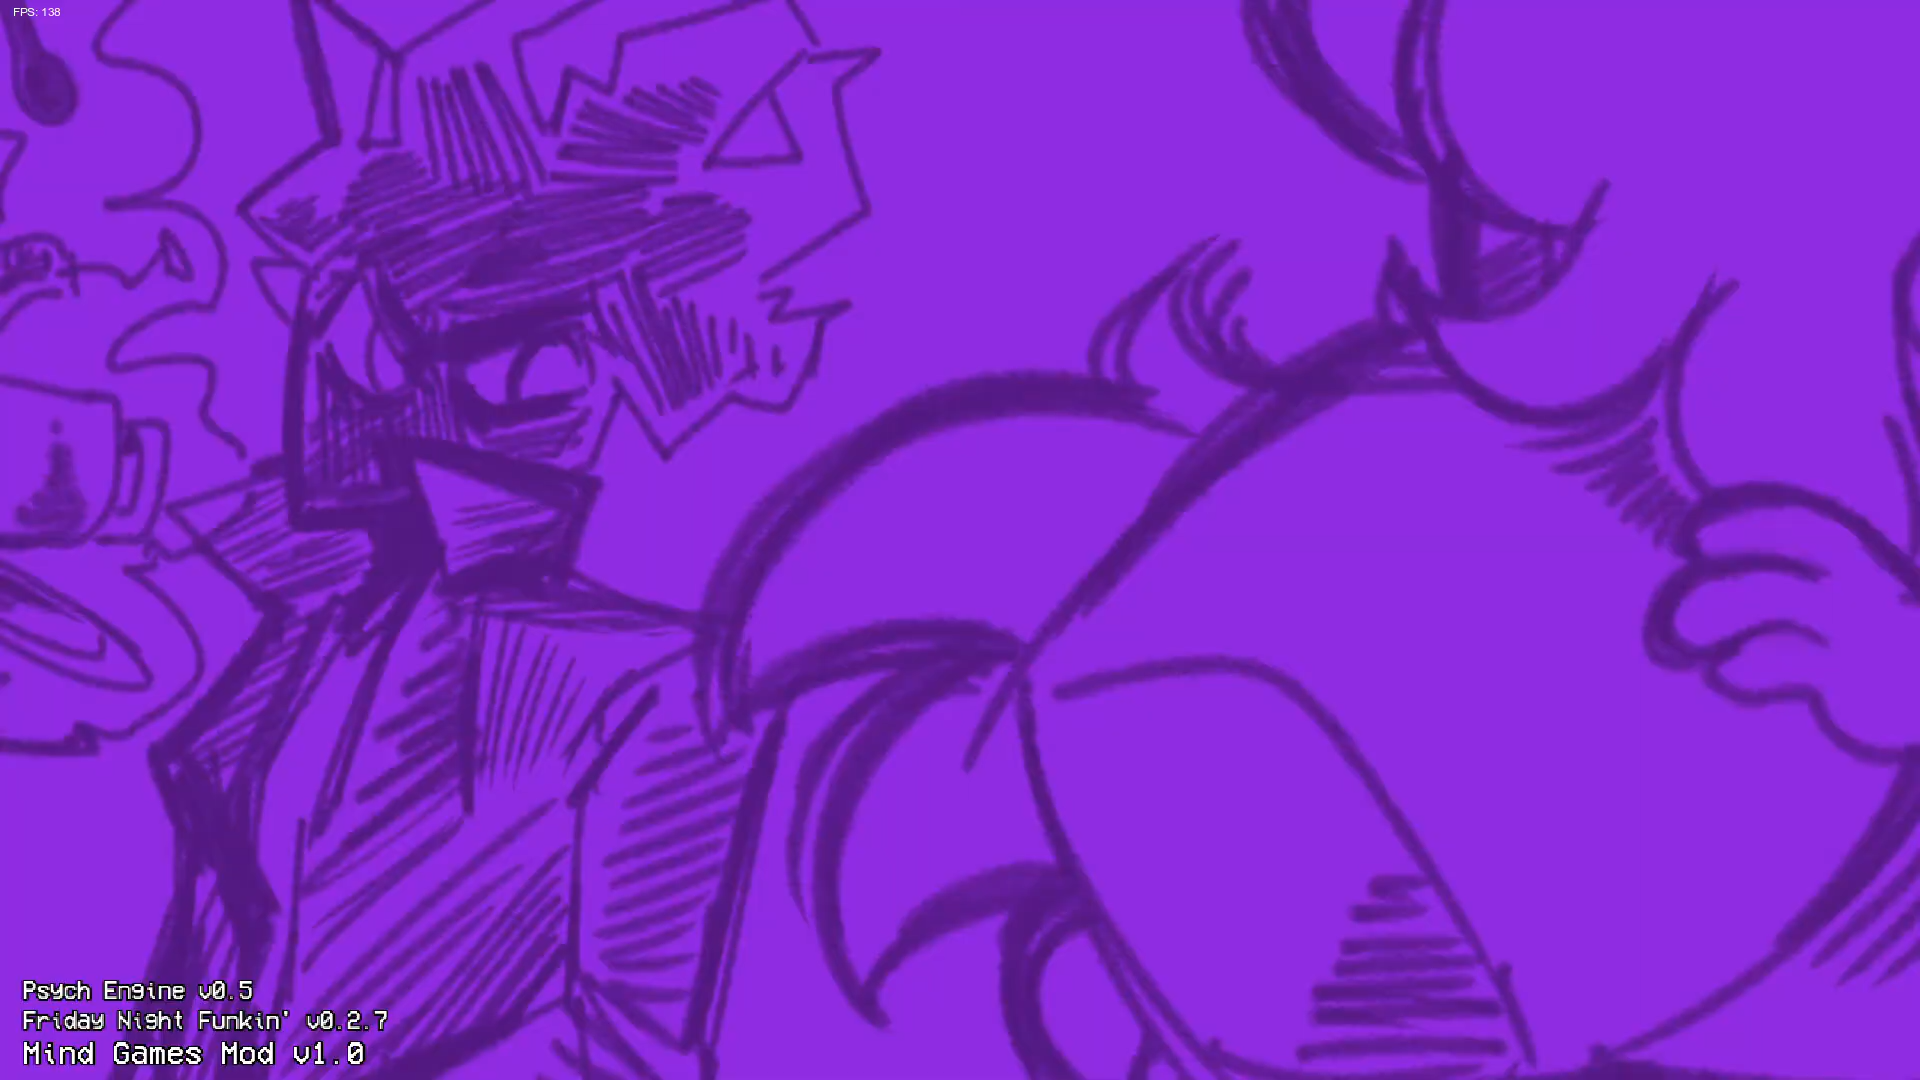 FPS: 138
Psych Engine v0.5
Friday Night Funkin' v0.2.7
Mind Games Mod v1.0